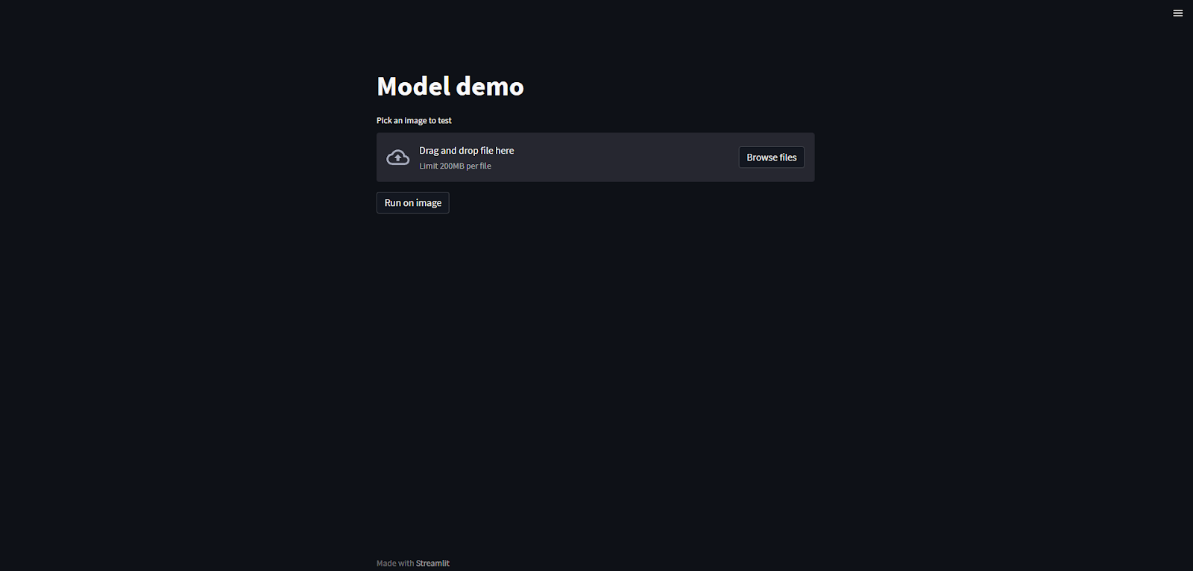 Model demo
Pick an image to test
Drag and drop file here
Limit 200MB per file
Browse files
Run on image
Made with Streamlit